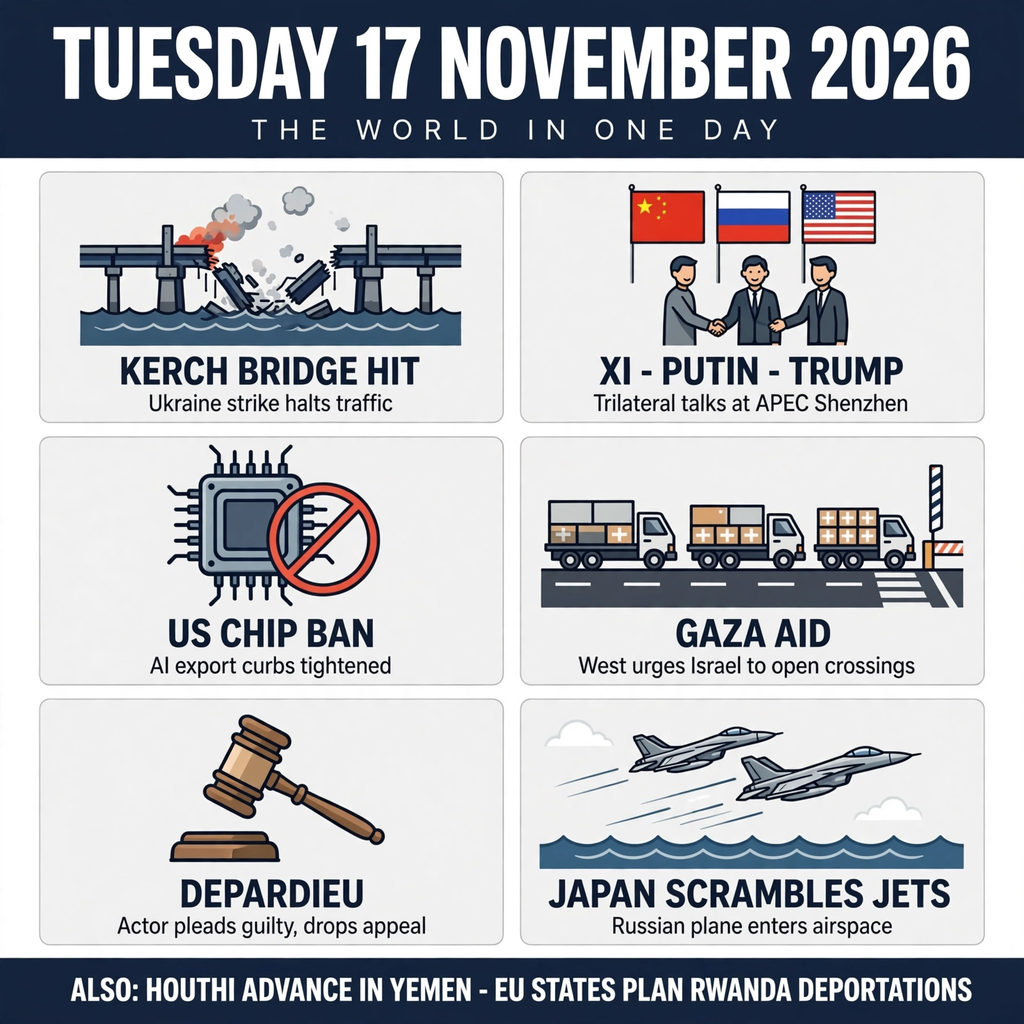 TUESDAY 17 NOVEMBER 2026
THE WORLD IN ONE DAY
KERCH BRIDGE HIT
Ukraine strike halts traffic
XI - PUTIN - TRUMP
Trilateral talks at APEC Shenzhen
US CHIP BAN
AI export curbs tightened
GAZA AID
West urges Israel to open crossings
DEPARDIEU
Actor pleads guilty, drops appeal
JAPAN SCRAMBLES JETS
Russian plane enters airspace
ALSO: HOUTHI ADVANCE IN YEMEN - EU STATES PLAN RWANDA DEPORTATIONS